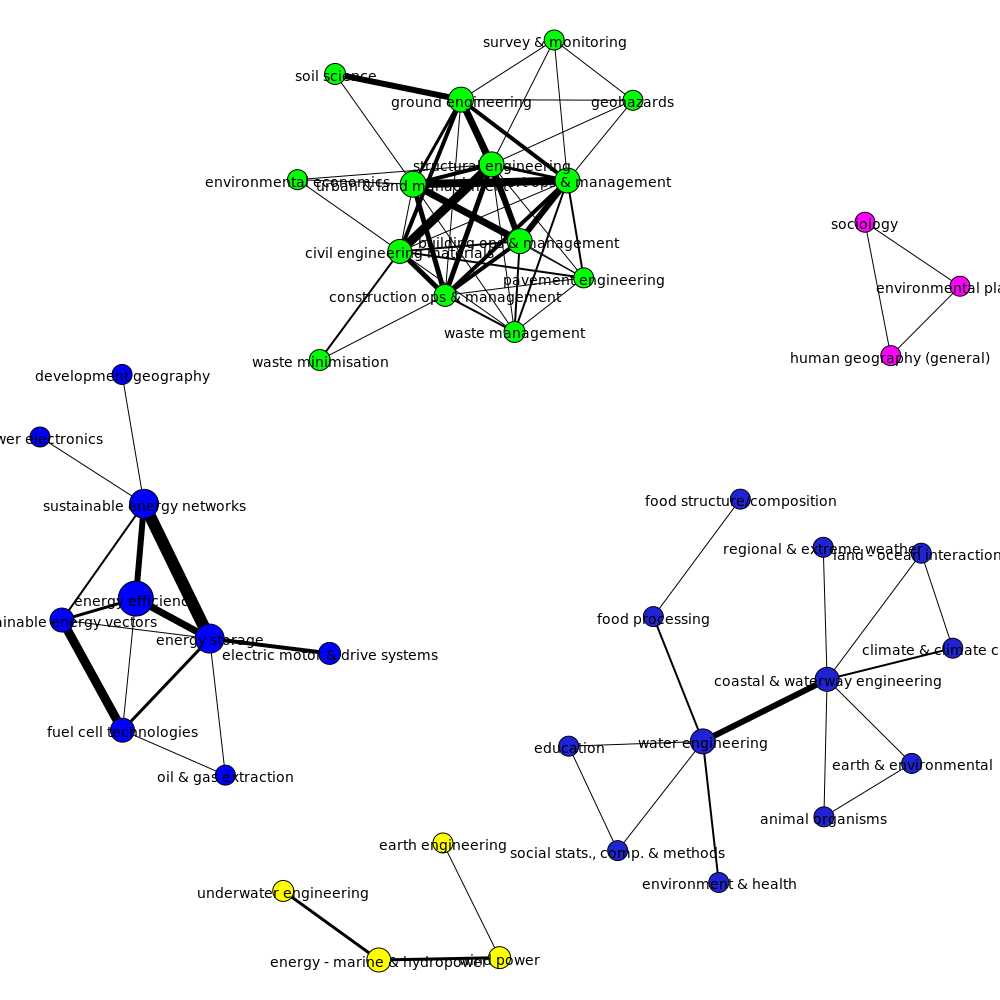 survey & monitoring
soil science
ground engineering
geohazards
structural engineering
environmental economics
urban & land management
& management
sociology
building ops & management
civil engineering materials
pavement engineering
environmental pla
construction ops & management
waste management
human geography (general)
waste minimisation
development geography
wer electronics
sustainable energy networks
food structure/composition
regional & extreme weather
land - ocean interaction
energy efficiency
ainable energy vectors
food processing
energy storage
electric motor & drive systems
climate & climate c
coastal & waterway engineering
fuel cell technologies
education
water engineering
oil & gas extraction
earth & environmental
animal organisms
earth engineering
social stats., comp. & methods
underwater engineering
environment & health
energy - marine & hydropower
wind power